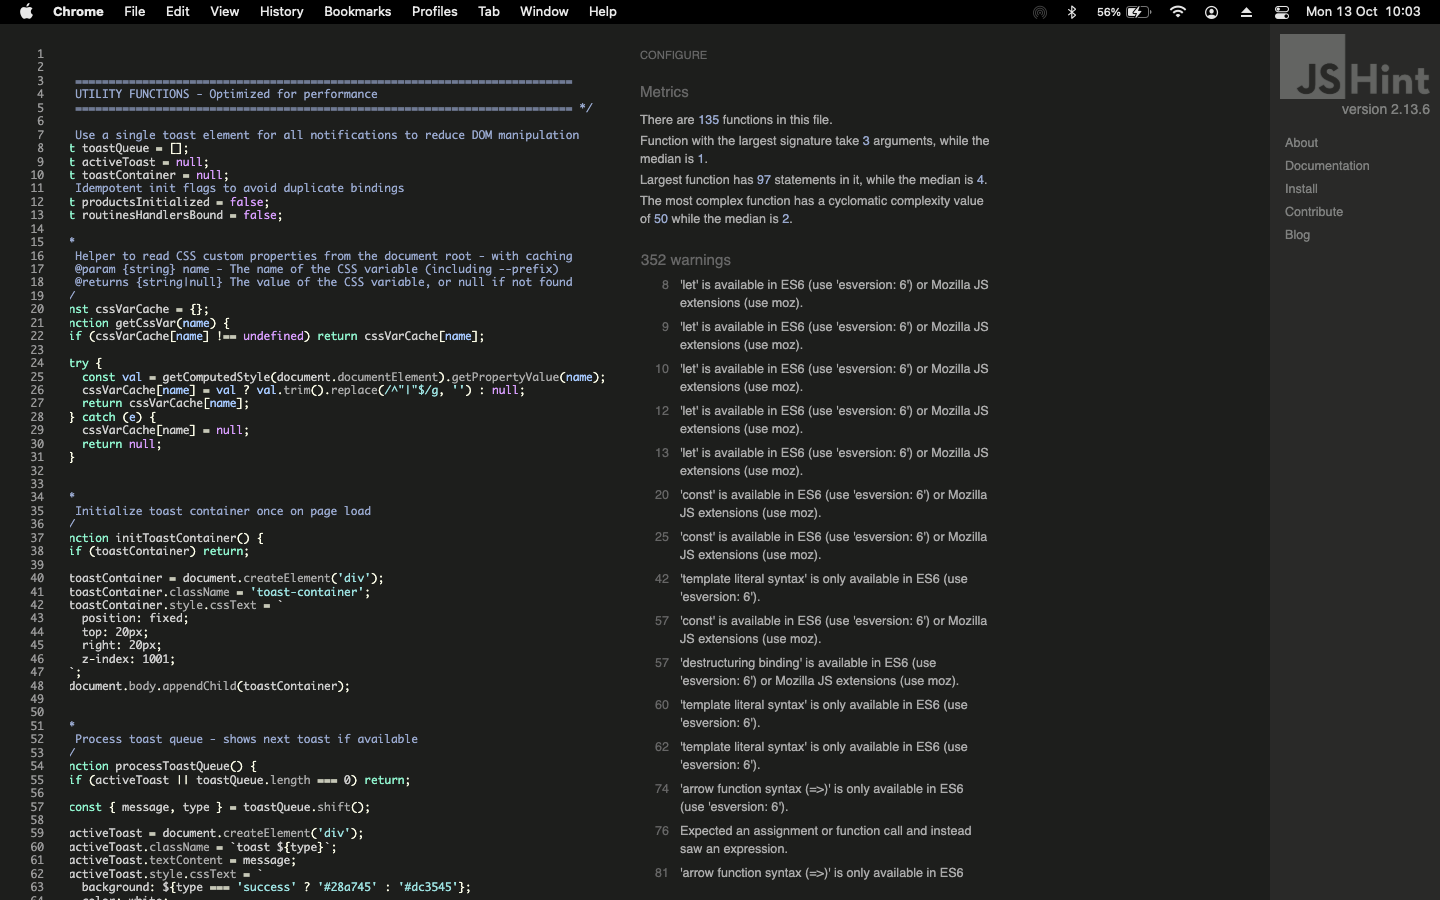 Chrome File Edit View History Bookmarks Profiles Tab Window Help 56% Mon 13 Oct 10:03
1
2
3 ==========================================================================
4 UTILITY FUNCTIONS - Optimized for performance
5 ========================================================================== */
6
7 Use a single toast element for all notifications to reduce DOM manipulation
8 t toastQueue = [];
9 t activeToast = null;
10 t toastContainer = null;
11 Idempotent init flags to avoid duplicate bindings
12 t productsInitialized = false;
13 t routinesHandlersBound = false;
14
15 *
16 Helper to read CSS custom properties from the document root - with caching
17 @param {string} name - The name of the CSS variable (including --prefix)
18 @returns {string|null} The value of the CSS variable, or null if not found
19 /
20 nst cssVarCache = {};
21 nction getCssVar(name) {
22 if (cssVarCache[name] !== undefined) return cssVarCache[name];
23
24 try {
25 const val = getComputedStyle(document.documentElement).getPropertyValue(name);
26 cssVarCache[name] = val ? val.trim().replace(/^"|"$/g, '') : null;
27 return cssVarCache[name];
28 } catch (e) {
29 cssVarCache[name] = null;
30 return null;
31 }
32
33
34 *
35 Initialize toast container once on page load
36 /
37 nction initToastContainer() {
38 if (toastContainer) return;
39
40 toastContainer = document.createElement('div');
41 toastContainer.className = 'toast-container';
42 toastContainer.style.cssText = `
43 position: fixed;
44 top: 20px;
45 right: 20px;
46 z-index: 1001;
47 `;
48 document.body.appendChild(toastContainer);
49
50
51 *
52 Process toast queue - shows next toast if available
53 /
54 nction processToastQueue() {
55 if (activeToast || toastQueue.length === 0) return;
56
57 const { message, type } = toastQueue.shift();
58
59 activeToast = document.createElement('div');
60 activeToast.className = `toast ${type}`;
61 activeToast.textContent = message;
62 activeToast.style.cssText = `
63 background: ${type === 'success' ? '#28a745' : '#dc3545'};
64 color: white;
CONFIGURE
Metrics
There are 135 functions in this file.
Function with the largest signature take 3 arguments, while the
median is 1.
Largest function has 97 statements in it, while the median is 4.
The most complex function has a cyclomatic complexity value
of 50 while the median is 2.
352 warnings
8 'let' is available in ES6 (use 'esversion: 6') or Mozilla JS
extensions (use moz).
9 'let' is available in ES6 (use 'esversion: 6') or Mozilla JS
extensions (use moz).
10 'let' is available in ES6 (use 'esversion: 6') or Mozilla JS
extensions (use moz).
12 'let' is available in ES6 (use 'esversion: 6') or Mozilla JS
extensions (use moz).
13 'let' is available in ES6 (use 'esversion: 6') or Mozilla JS
extensions (use moz).
20 'const' is available in ES6 (use 'esversion: 6') or Mozilla
JS extensions (use moz).
25 'const' is available in ES6 (use 'esversion: 6') or Mozilla
JS extensions (use moz).
42 'template literal syntax' is only available in ES6 (use
'esversion: 6').
57 'const' is available in ES6 (use 'esversion: 6') or Mozilla
JS extensions (use moz).
57 'destructuring binding' is available in ES6 (use
'esversion: 6') or Mozilla JS extensions (use moz).
60 'template literal syntax' is only available in ES6 (use
'esversion: 6').
62 'template literal syntax' is only available in ES6 (use
'esversion: 6').
74 'arrow function syntax (=>)' is only available in ES6
(use 'esversion: 6').
76 Expected an assignment or function call and instead
saw an expression.
81 'arrow function syntax (=>)' is only available in ES6
JSHint
version 2.13.6
About
Documentation
Install
Contribute
Blog